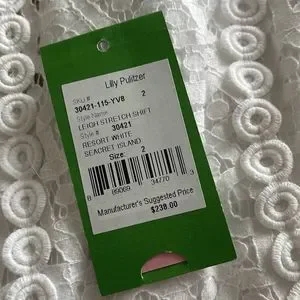 Lilly Pulitzer
SKU #
30421-115-YV8 2
Style Name
LEIGH STRETCH SHIFT
Style # 30421
RESORT WHITE
SEACRET ISLAND
Size: 2
Manufacturer's Suggested Price
$238.00